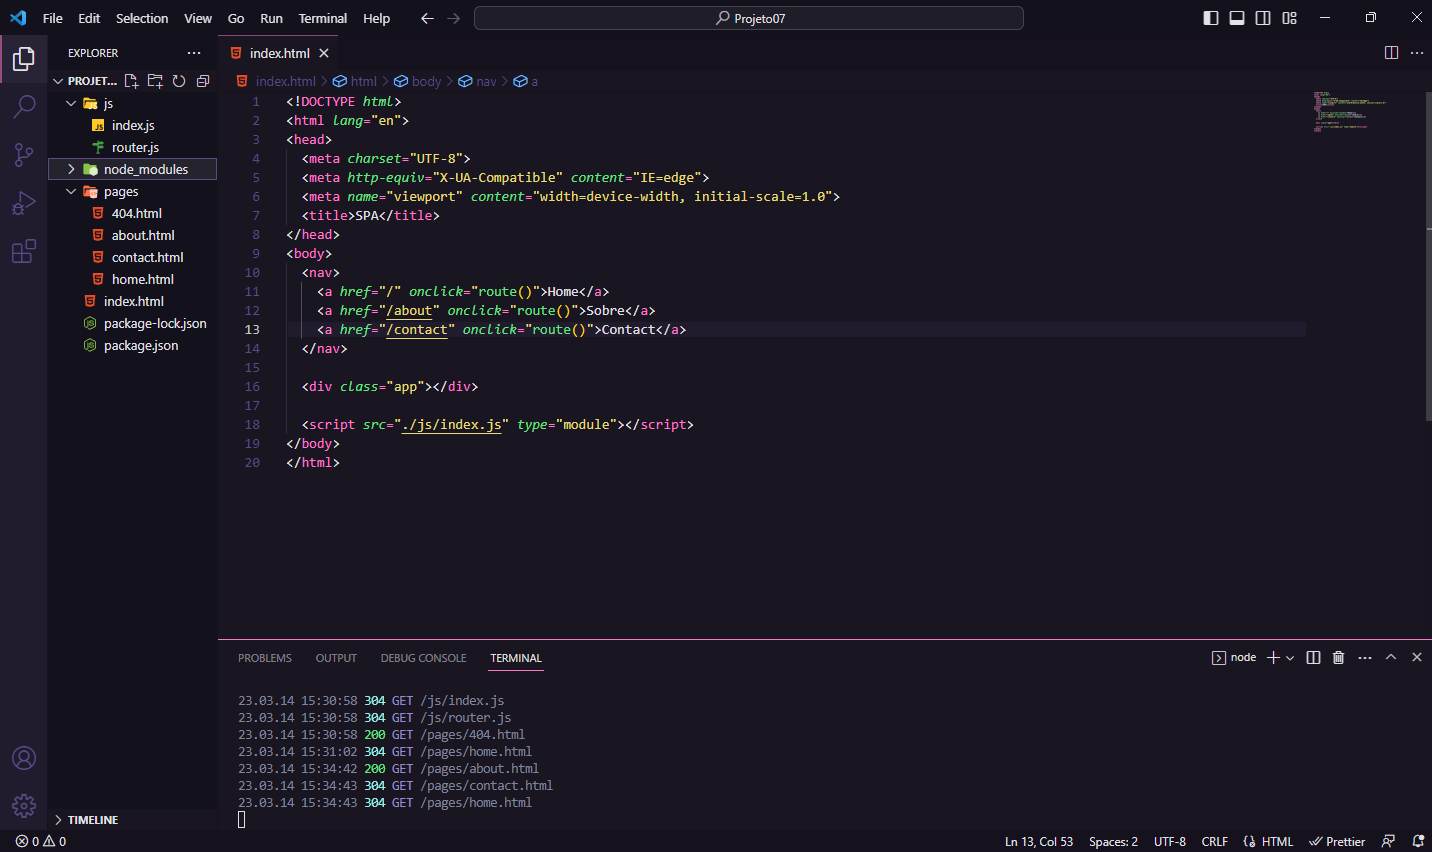 File Edit Selection View Go Run Terminal Help
Projeto07
EXPLORER
PROJET...
js
index.js
router.js
node_modules
pages
404.html
about.html
contact.html
home.html
index.html
package-lock.json
package.json
TIMELINE
index.html
index.html > html > body > nav > a
1 <!DOCTYPE html>
2 <html lang="en">
3 <head>
4 <meta charset="UTF-8">
5 <meta http-equiv="X-UA-Compatible" content="IE=edge">
6 <meta name="viewport" content="width=device-width, initial-scale=1.0">
7 <title>SPA</title>
8 </head>
9 <body>
10 <nav>
11 <a href="/" onclick="route()">Home</a>
12 <a href="/about" onclick="route()">Sobre</a>
13 <a href="/contact" onclick="route()">Contact</a>
14 </nav>
15
16 <div class="app"></div>
17
18 <script src="./js/index.js" type="module"></script>
19 </body>
20 </html>
PROBLEMS OUTPUT DEBUG CONSOLE TERMINAL
node
23.03.14 15:30:58 304 GET /js/index.js
23.03.14 15:30:58 304 GET /js/router.js
23.03.14 15:30:58 200 GET /pages/404.html
23.03.14 15:31:02 304 GET /pages/home.html
23.03.14 15:34:42 200 GET /pages/about.html
23.03.14 15:34:43 304 GET /pages/contact.html
23.03.14 15:34:43 304 GET /pages/home.html
0 0
Ln 13, Col 53 Spaces: 2 UTF-8 CRLF HTML Prettier